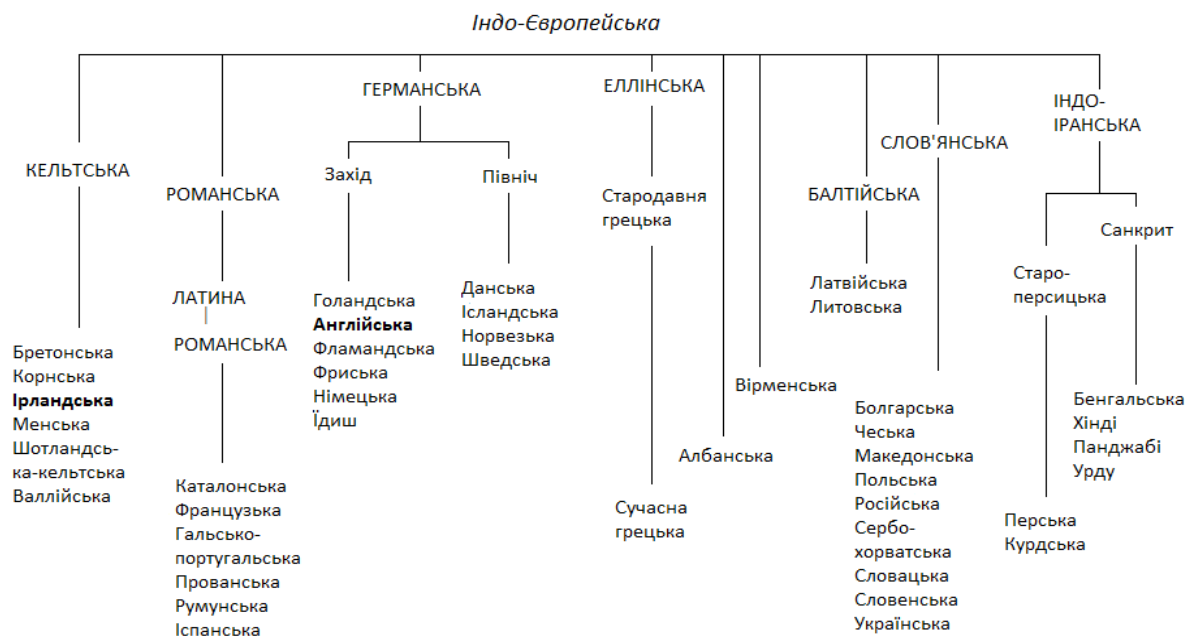 Індо-Європейська
КЕЛЬТСЬКА
Бретонська
Корнська
Ірландська
Менська
Шотландсь-
ка-кельтська
Валлійська
РОМАНСЬКА
ЛАТИНА
РОМАНСЬКА
Каталонська
Французька
Гальсько-
португальська
Прованська
Румунська
Іспанська
ГЕРМАНСЬКА
Захід
Голандська
Англійська
Фламандська
Фриська
Німецька
Їдиш
Північ
Данська
Ісландська
Норвезька
Шведська
ЕЛЛІНСЬКА
Стародавня
грецька
Сучасна
грецька
Албанська
Вірменська
БАЛТІЙСЬКА
Латвійська
Литовська
СЛОВ'ЯНСЬКА
Болгарська
Чеська
Македонська
Польська
Російська
Сербо-
хорватська
Словацька
Словенська
Українська
ІНДО-
ІРАНСЬКА
Старо-
персицька
Перська
Курдська
Санкрит
Бенгальська
Хінді
Панджабі
Урду